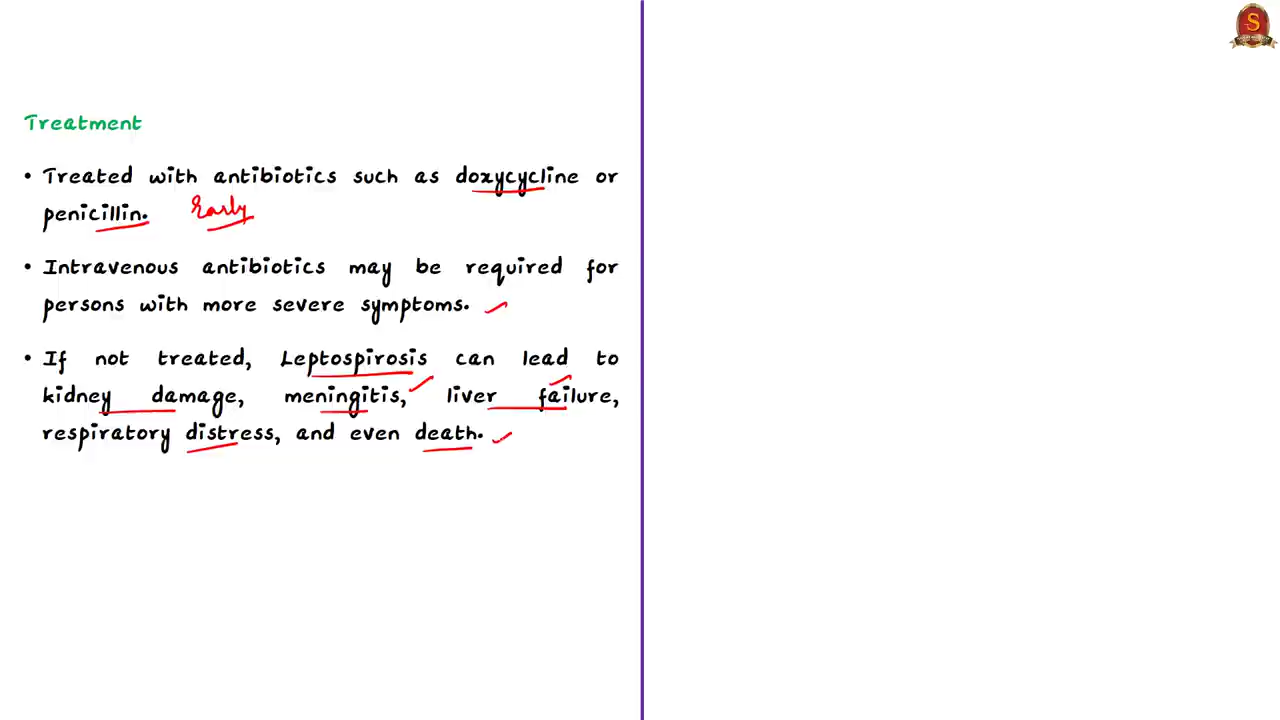 S
Treatment
• Treated with antibiotics such as doxycycline or
penicillin. Early
• Intravenous antibiotics may be required for
persons with more severe symptoms.
• If not treated, Leptospirosis can lead to
kidney damage, meningitis, liver failure,
respiratory distress, and even death.